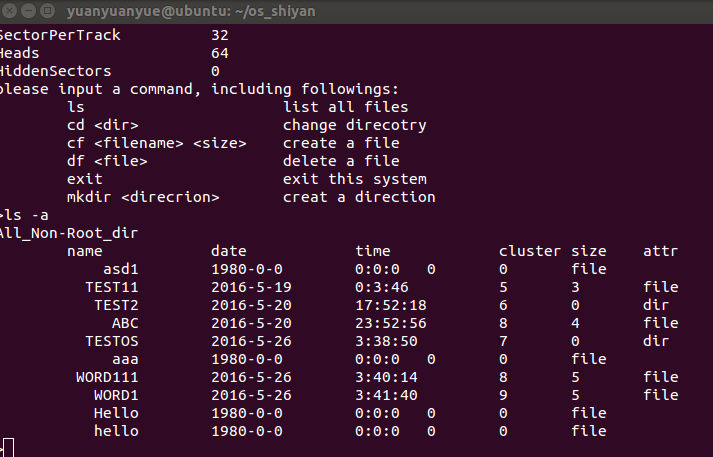 yuanyuanyue@ubuntu: ~/os_shiyan
SectorPerTrack 32
Heads 64
HiddenSectors 0
please input a command, including followings:
ls list all files
cd <dir> change direcotry
cf <filename> <size> create a file
df <file> delete a file
exit exit this system
mkdir <direcrion> creat a direction
>ls -a
All_Non-Root_dir
name date time cluster size attr
asd1 1980-0-0 0:0:0 0 0 file
TEST11 2016-5-19 0:3:46 5 3 file
TEST2 2016-5-20 17:52:18 6 0 dir
ABC 2016-5-20 23:52:56 8 4 file
TESTOS 2016-5-26 3:38:50 7 0 dir
aaa 1980-0-0 0:0:0 0 0 file
WORD111 2016-5-26 3:40:14 8 5 file
WORD1 2016-5-26 3:41:40 9 5 file
Hello 1980-0-0 0:0:0 0 0 file
hello 1980-0-0 0:0:0 0 0 file
>